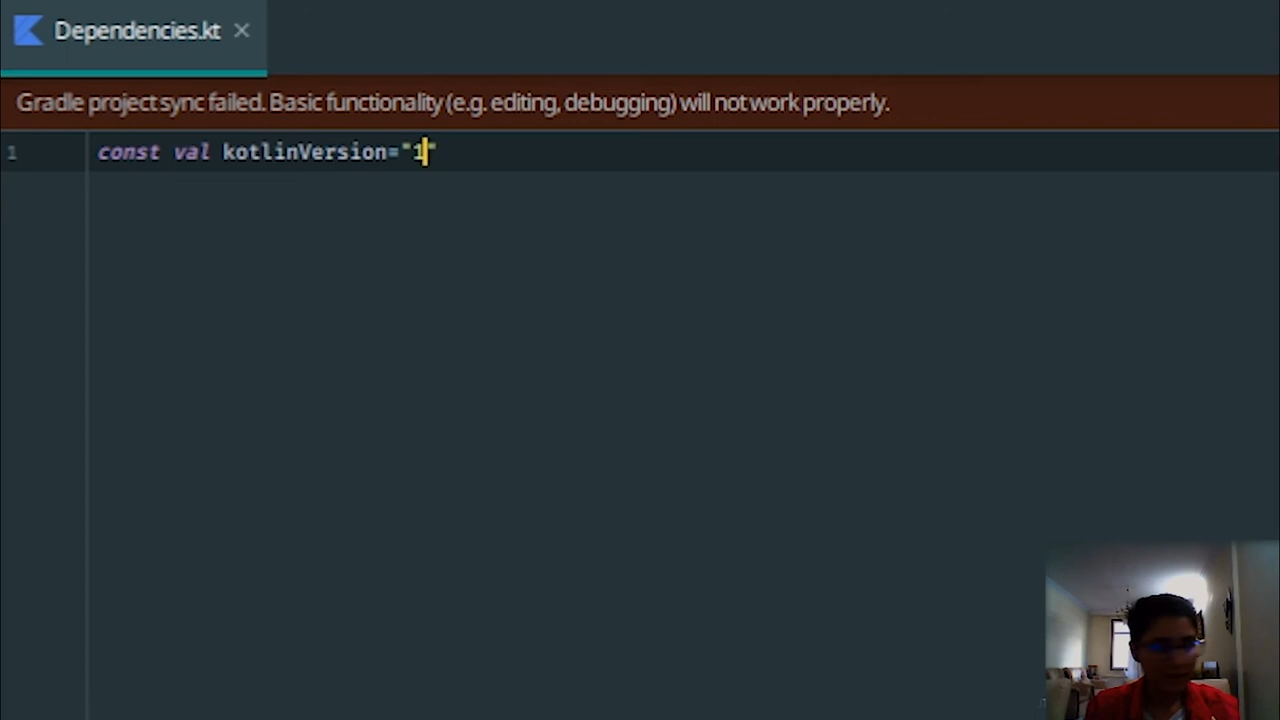 Dependencies.kt
Gradle project sync failed. Basic functionality (e.g. editing, debugging) will not work properly.
1 const val kotlinVersion="1"